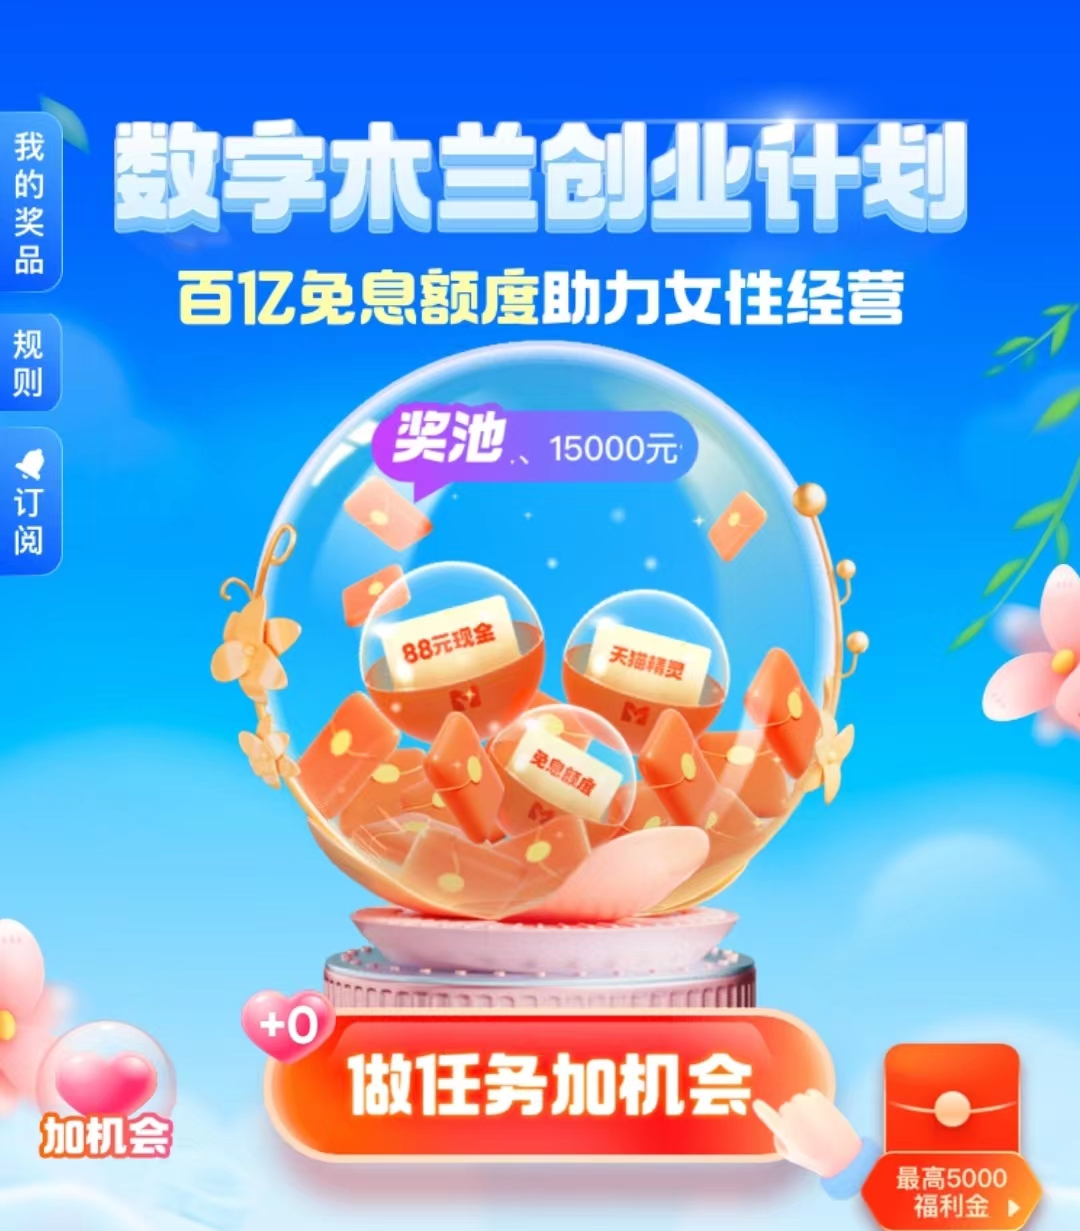 数字木兰创业计划
百亿免息额度助力女性经营
我的奖品
规则
订阅
奖池
、15000元
88元现金
天猫精灵
免息额度
+0
做任务加机会
加机会
最高5000
福利金